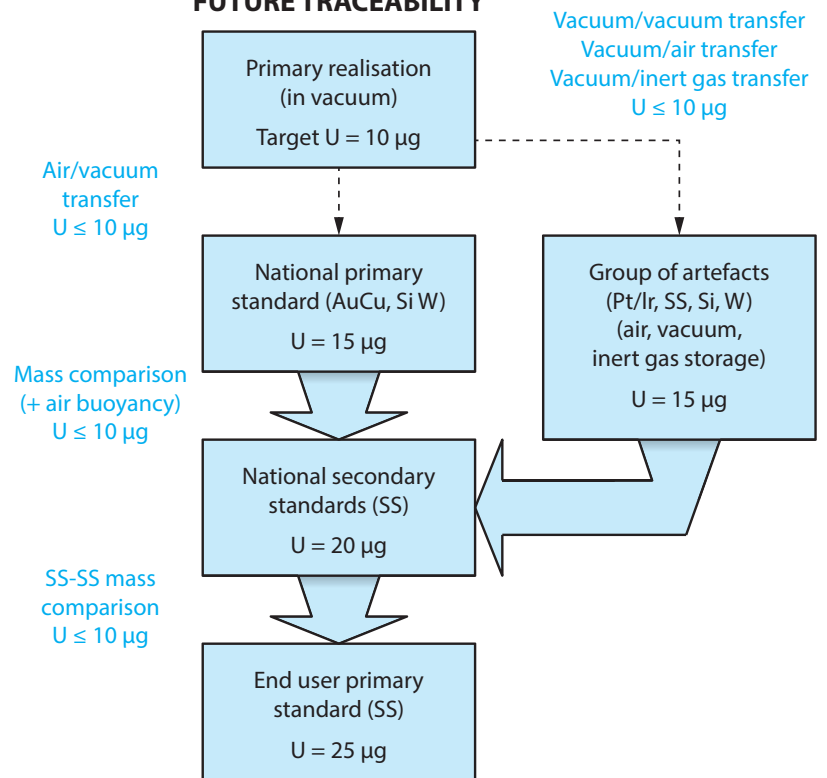 FUTURE TRACEABILITY
Vacuum/vacuum transfer
Vacuum/air transfer
Vacuum/inert gas transfer
U ≤ 10 µg
Primary realisation
(in vacuum)
Target U = 10 µg
Air/vacuum
transfer
U ≤ 10 µg
National primary
standard (AuCu, Si W)
U = 15 µg
Group of artefacts
(Pt/Ir, SS, Si, W)
(air, vacuum,
inert gas storage)
U = 15 µg
Mass comparison
(+ air buoyancy)
U ≤ 10 µg
National secondary
standards (SS)
U = 20 µg
SS-SS mass
comparison
U ≤ 10 µg
End user primary
standard (SS)
U = 25 µg